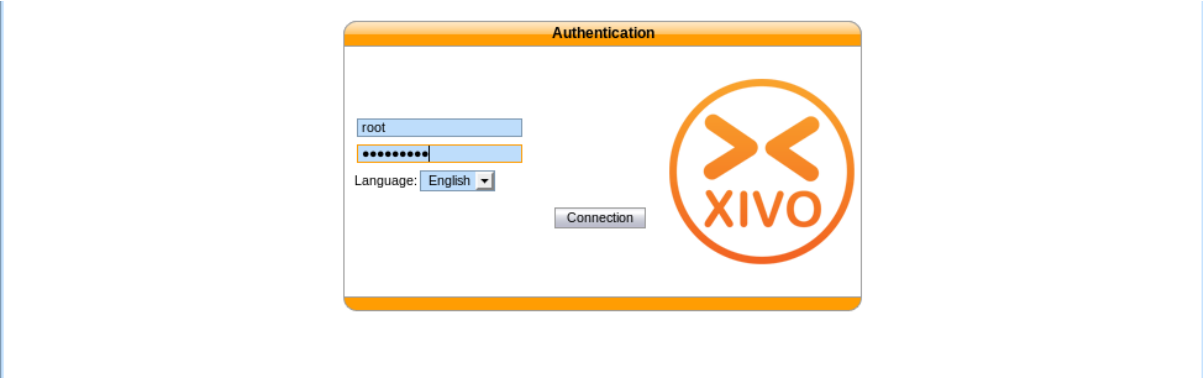 Authentication
root
●●●●●●●●●
Language: English
Connection
XIVO